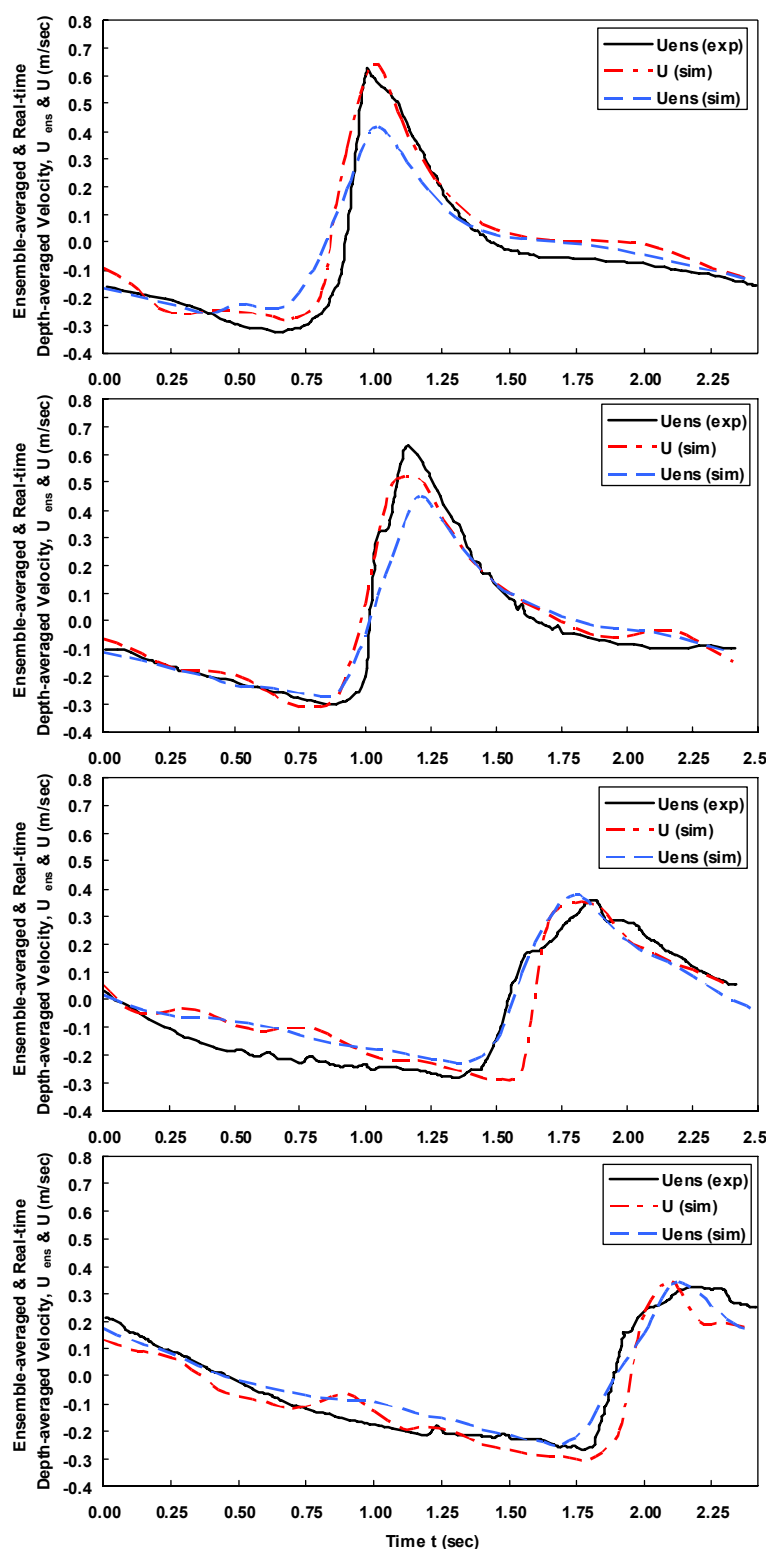 Ensemble-averaged & Real-time
Depth-averaged Velocity, U ens & U (m/sec)
0.8
0.7
0.6
0.5
0.4
0.3
0.2
0.1
0.0
-0.1
-0.2
-0.3
-0.4
Uens (exp)
U (sim)
Uens (sim)
0.00 0.25 0.50 0.75 1.00 1.25 1.50 1.75 2.00 2.25
Ensemble-averaged & Real-time
Depth-averaged Velocity, U ens & U (m/sec)
0.8
0.7
0.6
0.5
0.4
0.3
0.2
0.1
0.0
-0.1
-0.2
-0.3
-0.4
Uens (exp)
U (sim)
Uens (sim)
0.00 0.25 0.50 0.75 1.00 1.25 1.50 1.75 2.00 2.25 2.5
Ensemble-averaged & Real-time
Depth-averaged Velocity, U ens & U (m/sec)
0.8
0.7
0.6
0.5
0.4
0.3
0.2
0.1
0.0
-0.1
-0.2
-0.3
-0.4
Uens (exp)
U (sim)
Uens (sim)
0.00 0.25 0.50 0.75 1.00 1.25 1.50 1.75 2.00 2.25 2.5
Ensemble-averaged & Real-time
Depth-averaged Velocity, U ens & U (m/sec)
0.8
0.7
0.6
0.5
0.4
0.3
0.2
0.1
0.0
-0.1
-0.2
-0.3
-0.4
Uens (exp)
U (sim)
Uens (sim)
0.00 0.25 0.50 0.75 1.00 1.25 1.50 1.75 2.00 2.25
Time t (sec)